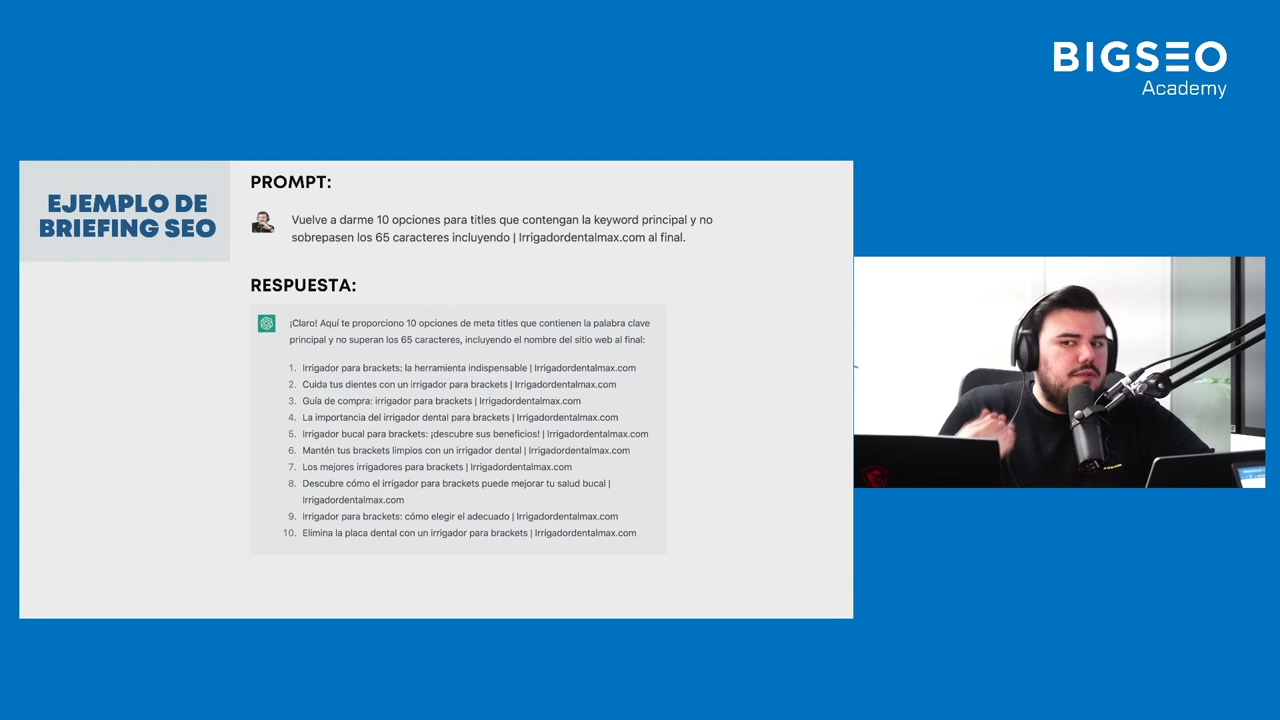 BIGSEO
Academy
EJEMPLO DE
BRIEFING SEO
PROMPT:
Vuelve a darme 10 opciones para titles que contengan la keyword principal y no
sobrepasen los 65 caracteres incluyendo | Irrigadordentalmax.com al final.
RESPUESTA:
¡Claro! Aquí te proporciono 10 opciones de meta titles que contienen la palabra clave
principal y no superan los 65 caracteres, incluyendo el nombre del sitio web al final:
1. Irrigador para brackets: la herramienta indispensable | Irrigadordentalmax.com
2. Cuida tus dientes con un irrigador para brackets | Irrigadordentalmax.com
3. Guía de compra: irrigador para brackets | Irrigadordentalmax.com
4. La importancia del irrigador dental para brackets | Irrigadordentalmax.com
5. Irrigador bucal para brackets: ¡descubre sus beneficios! | Irrigadordentalmax.com
6. Mantén tus brackets limpios con un irrigador dental | Irrigadordentalmax.com
7. Los mejores irrigadores para brackets | Irrigadordentalmax.com
8. Descubre cómo el irrigador para brackets puede mejorar tu salud bucal |
Irrigadordentalmax.com
9. Irrigador para brackets: cómo elegir el adecuado | Irrigadordentalmax.com
10. Elimina la placa dental con un irrigador para brackets | Irrigadordentalmax.com